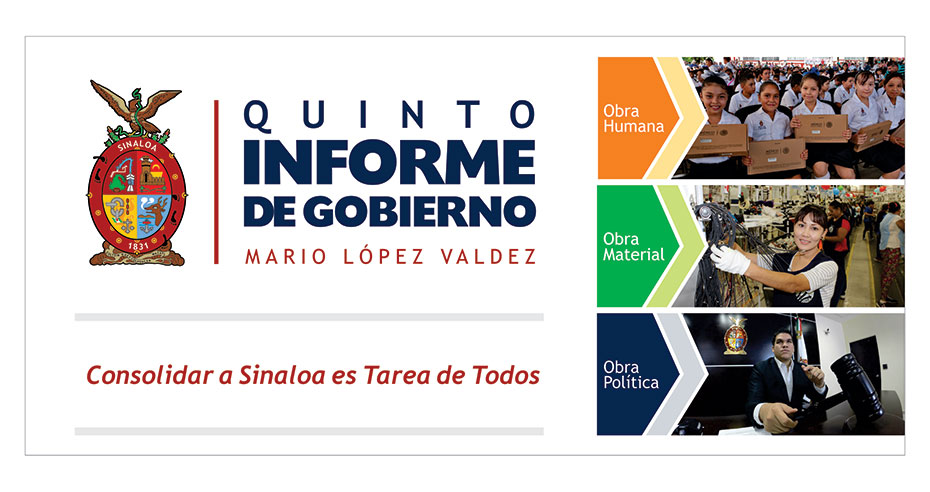 SINALOA
1831
QUINTO
INFORME
DE GOBIERNO
MARIO LÓPEZ VALDEZ
Consolidar a Sinaloa es Tarea de Todos
Obra
Humana
Obra
Material
Obra
Política